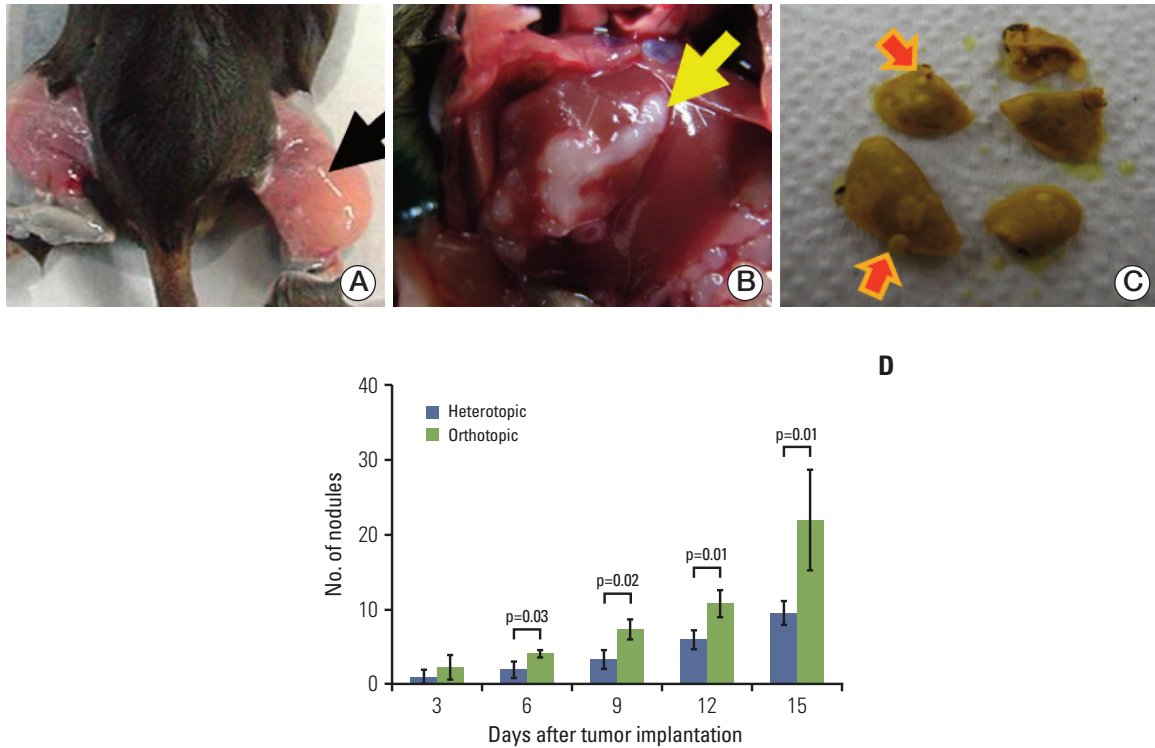 A
B
C
D
40
30
20
10
0
No. of nodules
Heterotopic
Orthotopic
p=0.03
p=0.02
p=0.01
p=0.01
3 6 9 12 15
Days after tumor implantation